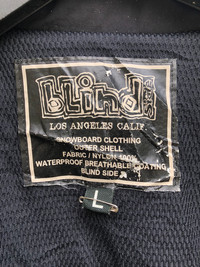 blind
LOS ANGELES CALIF.
SNOWBOARD CLOTHING
OUTER SHELL
FABRIC / NYLON 100%
WATERPROOF BREATHABLE COATING
BLIND SIDE
L